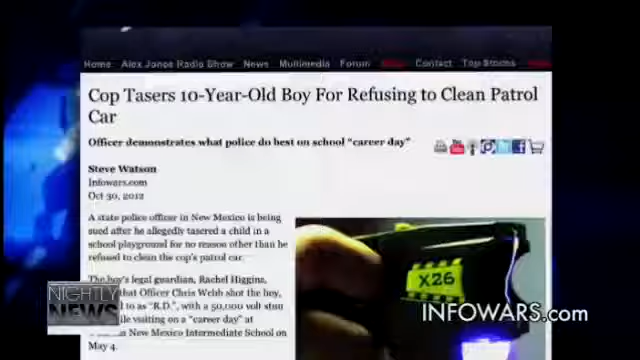 Home Alex Jones Radio Show News Multimedia Forum Contact Top Stories
Cop Tasers 10-Year-Old Boy For Refusing to Clean Patrol
Car
Officer demonstrates what police do best on school “career day”
Steve Watson
Infowars.com
Oct 30, 2012
A state police officer in New Mexico is being
sued after he allegedly tasered a child in a
school playground for no reason other than he
refused to clean the cop's patrol car.
The boy's legal guardian, Rachel Higgins,
that Officer Chris Webb shot the boy,
to as “R.D.”, with a 50,000 volt stun
while visiting on a “career day” at
New Mexico Intermediate School on
May 4.
X26
NIGHTLY
NEWS
INFOWARS.com